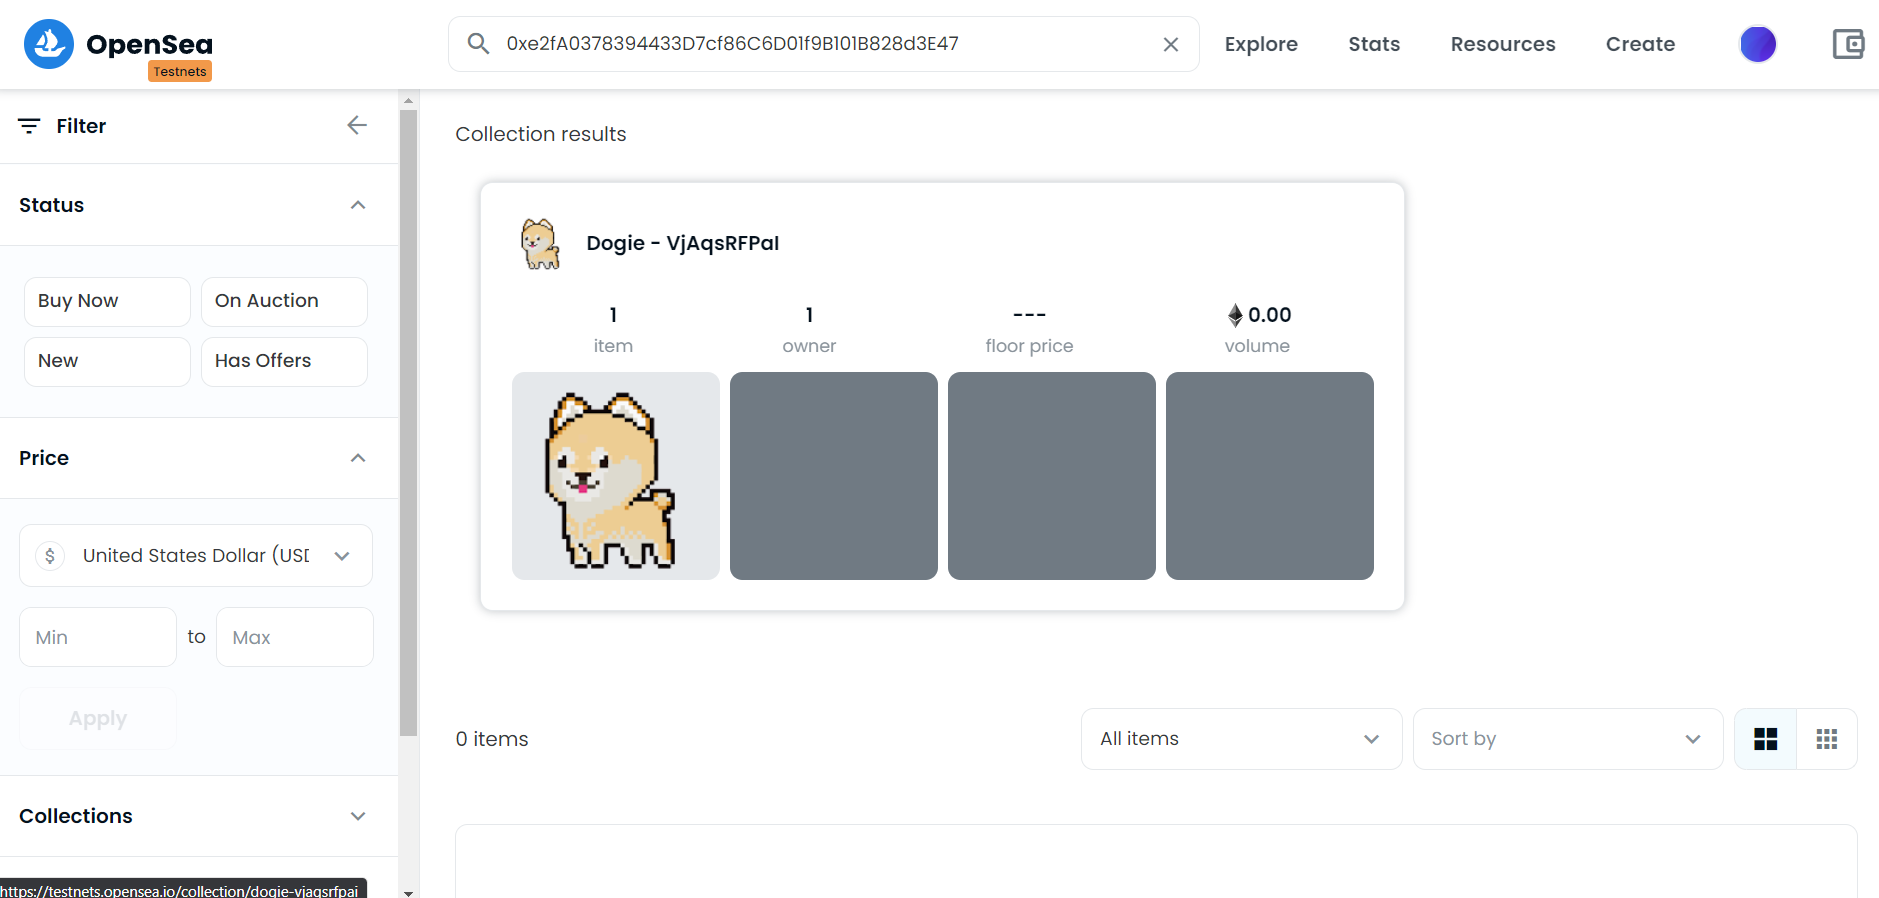 OpenSea
Testnets
0xe2fA0378394433D7cf86C6D01f9B101B828d3E47
Explore
Stats
Resources
Create
Filter
Collection results
Status
Dogie - VjAqsRFPaI
Buy Now
On Auction
New
Has Offers
1
item
1
owner
---
floor price
0.00
volume
Price
$
United States Dollar (USD
Min
to
Max
Apply
0 items
All items
Sort by
Collections
https://testnets.opensea.io/collection/dogie-vjaqsrfpai